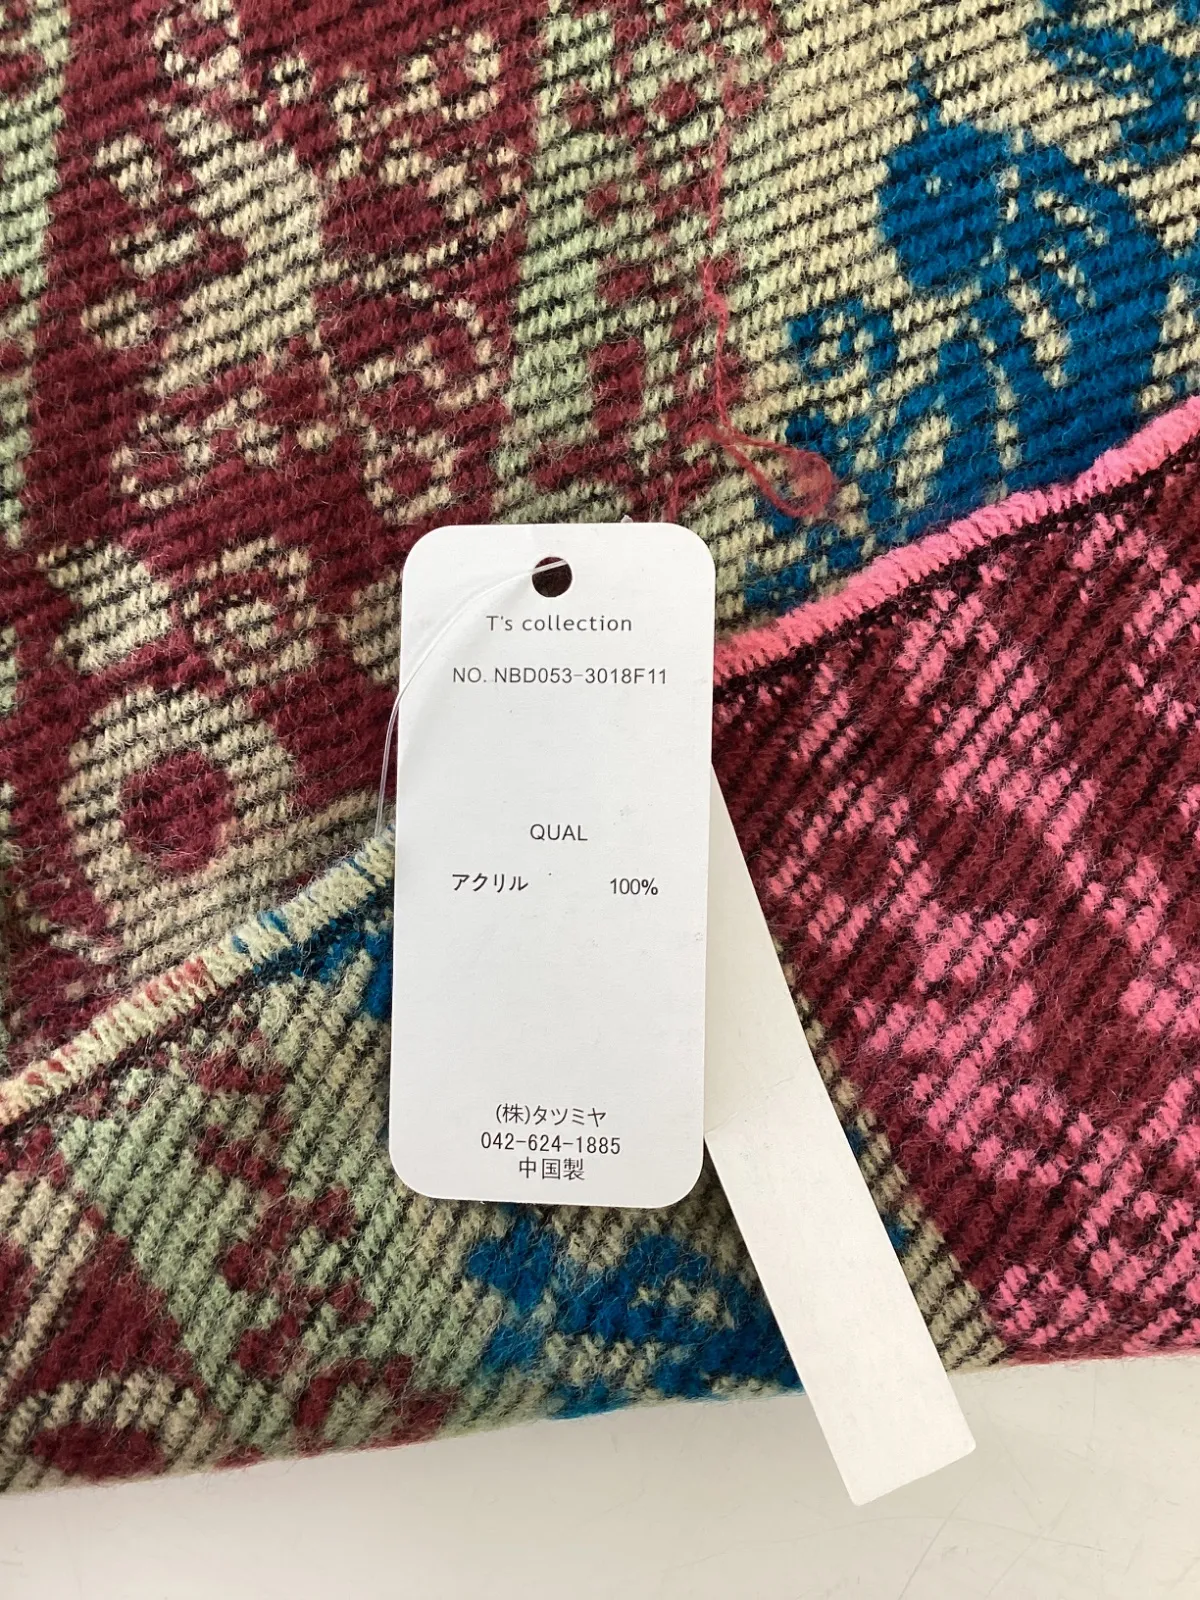 T's collection
NO. NBD053-3018F11
QUAL
アクリル 100%
(株)タツミヤ
042-624-1885
中国製